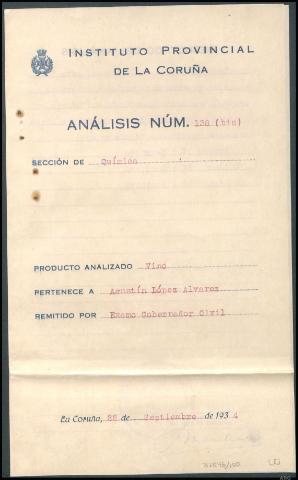 INSTITUTO PROVINCIAL
DE LA CORUÑA
ANÁLISIS NÚM. 138 (bis)
SECCIÓN DE Química
PRODUCTO ANALIZADO Vino
PERTENECE A Agustín López Alvarez
REMITIDO POR Excmo Gobernador Civil
La Coruña, 28 de Septiembre de 1934